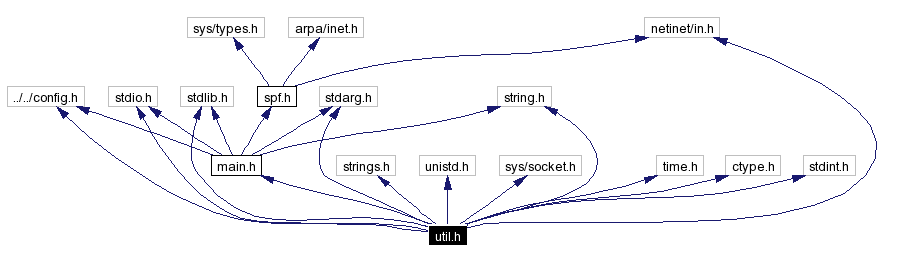 sys/types.h
arpa/inet.h
netinet/in.h
../../config.h
stdio.h
stdlib.h
spf.h
stdarg.h
string.h
main.h
strings.h
unistd.h
sys/socket.h
time.h
ctype.h
stdint.h
util.h